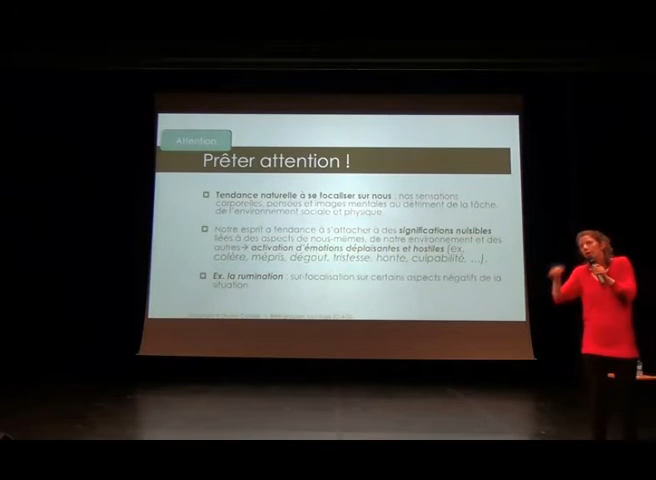 Attention
Prêter attention !
Tendance naturelle à se focaliser sur nous : nos sensations
corporelles, pensées et images mentales au détriment de la tâche,
de l'environnement sociale et physique
Notre esprit a tendance à s'attacher à des significations nuisibles
liées à des aspects de nous-mêmes, de notre environnement et des
autres→ activation d'émotions déplaisantes et hostiles (ex.
colère, mépris, dégout, tristesse, honte, culpabilité, ...).
Ex. la rumination : sur-focalisation sur certains aspects négatifs de la
situation